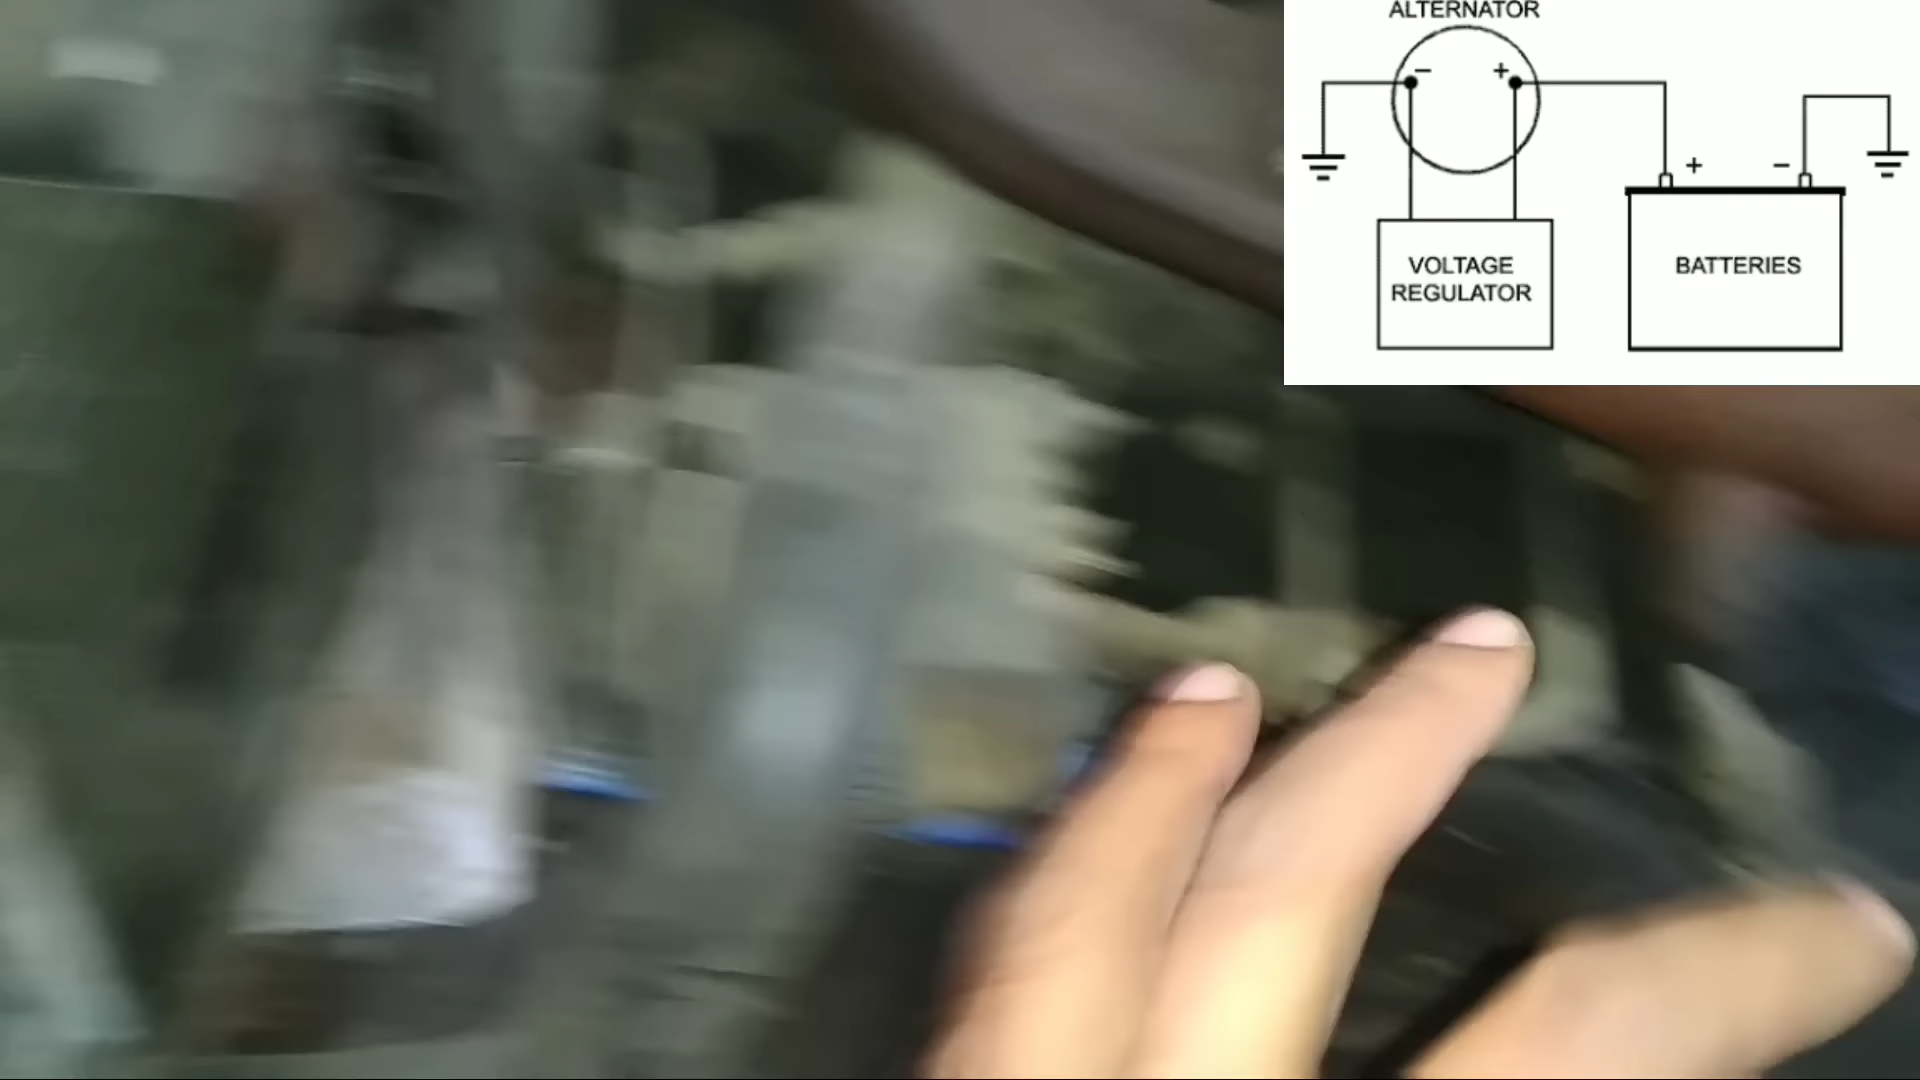 ALTERNATOR
− +
+ −
VOLTAGE
REGULATOR
BATTERIES